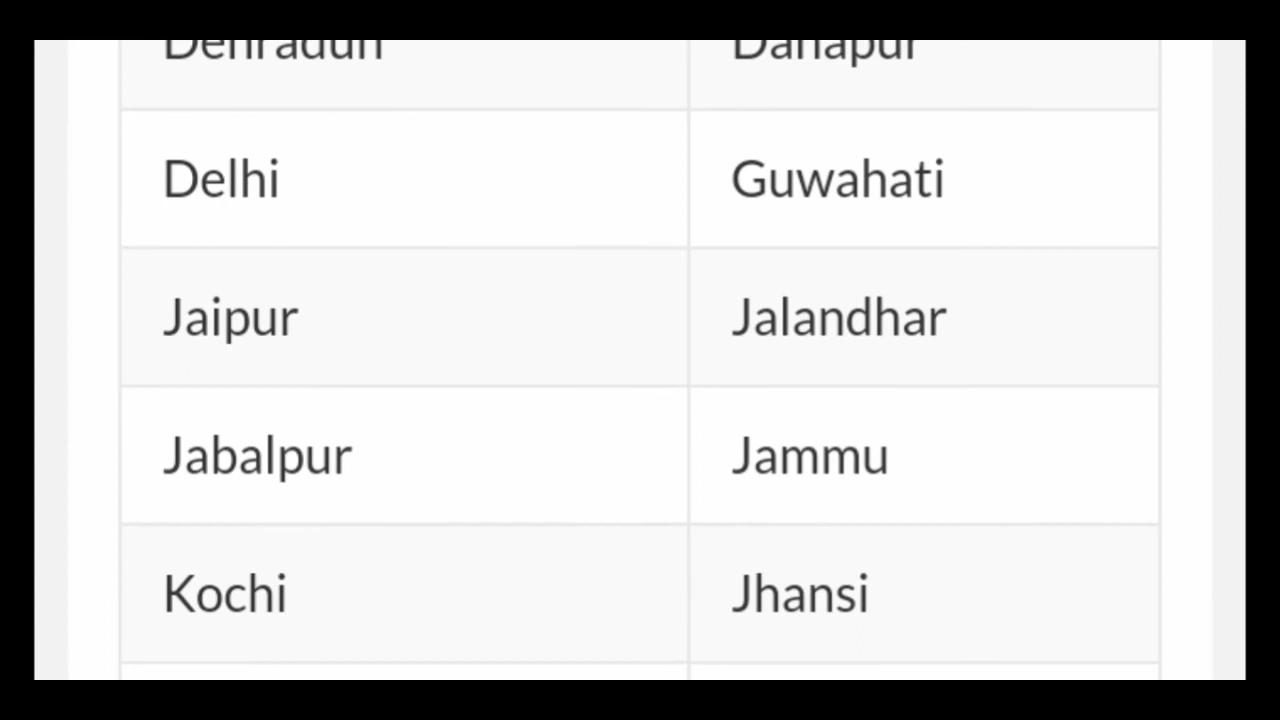 Dehradun Danapur
Delhi Guwahati
Jaipur Jalandhar
Jabalpur Jammu
Kochi Jhansi